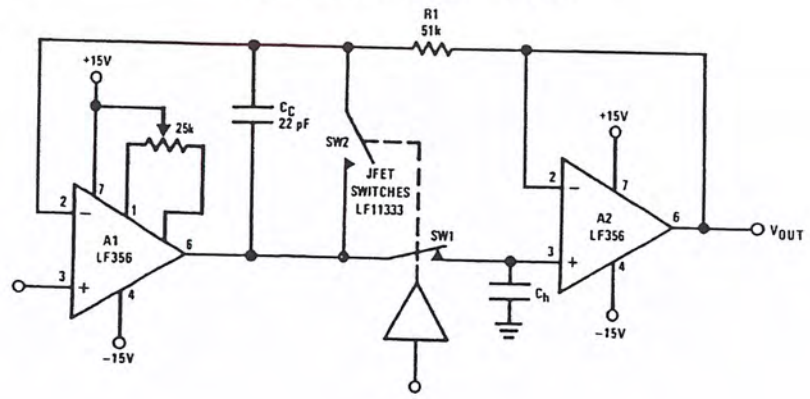 R1
51k
+15V
25k
CC
22 pF
SW2
JFET
SWITCHES
LF11333
+15V
2
7
1
A1
LF356
6
3
4
-15V
SW1
Ch
2
7
A2
LF356
6
VOUT
3
4
-15V